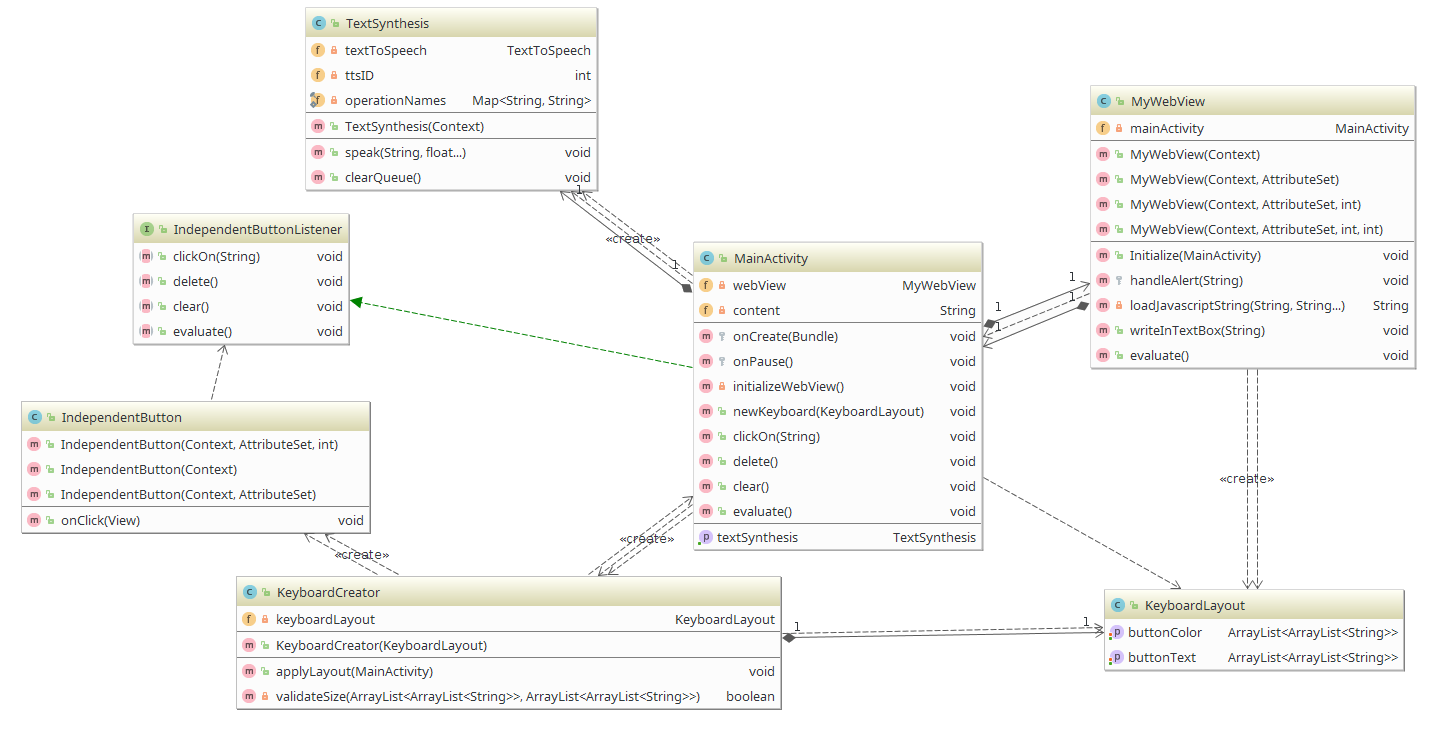 TextSynthesis
textToSpeech TextToSpeech
ttsID int
operationNames Map<String, String>
TextSynthesis(Context)
speak(String, float...) void
clearQueue() void
IndependentButtonListener
clickOn(String) void
delete() void
clear() void
evaluate() void
IndependentButton
IndependentButton(Context, AttributeSet, int)
IndependentButton(Context)
IndependentButton(Context, AttributeSet)
onClick(View) void
MainActivity
webView MyWebView
content String
onCreate(Bundle) void
onPause() void
initializeWebView() void
newKeyboard(KeyboardLayout) void
clickOn(String) void
delete() void
clear() void
evaluate() void
textSynthesis TextSynthesis
MyWebView
mainActivity MainActivity
MyWebView(Context)
MyWebView(Context, AttributeSet)
MyWebView(Context, AttributeSet, int)
MyWebView(Context, AttributeSet, int, int)
Initialize(MainActivity) void
handleAlert(String) void
loadJavascriptString(String, String...) String
writeInTextBox(String) void
evaluate() void
KeyboardCreator
keyboardLayout KeyboardLayout
KeyboardCreator(KeyboardLayout)
applyLayout(MainActivity) void
validateSize(ArrayList<ArrayList<String>>, ArrayList<ArrayList<String>>) boolean
KeyboardLayout
buttonColor ArrayList<ArrayList<String>>
buttonText ArrayList<ArrayList<String>>
1
«create»
1
1
1
1
1
«create»
«create»
«create»
1
1